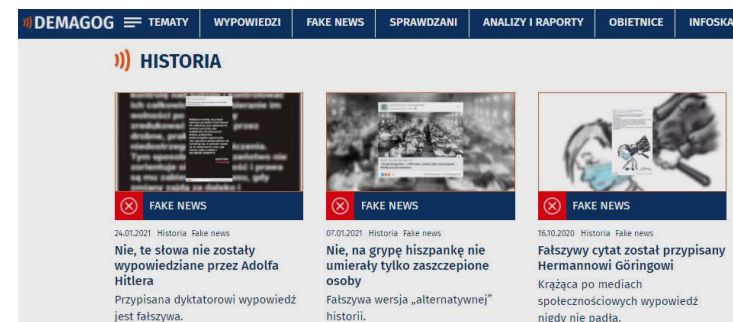 DEMAGOG TEMATY WYPOWIEDZI FAKE NEWS SPRAWDZANI ANALIZY I RAPORTY OBIETNICE INFOSKA
HISTORIA
FAKE NEWS
24.01.2021 Historia Fake news
Nie, te słowa nie zostały
wypowiedziane przez Adolfa
Hitlera
Przypisana dyktatorowi wypowiedź
jest fałszywa.
FAKE NEWS
07.01.2021 Historia Fake news
Nie, na grypę hiszpankę nie
umierały tylko zaszczepione
osoby
Fałszywa wersja „alternatywnej”
historii.
FAKE NEWS
16.10.2020 Historia Fake news
Fałszywy cytat został przypisany
Hermannowi Göringowi
Krążąca po mediach
społecznościowych wypowiedź
nigdy nie padła.